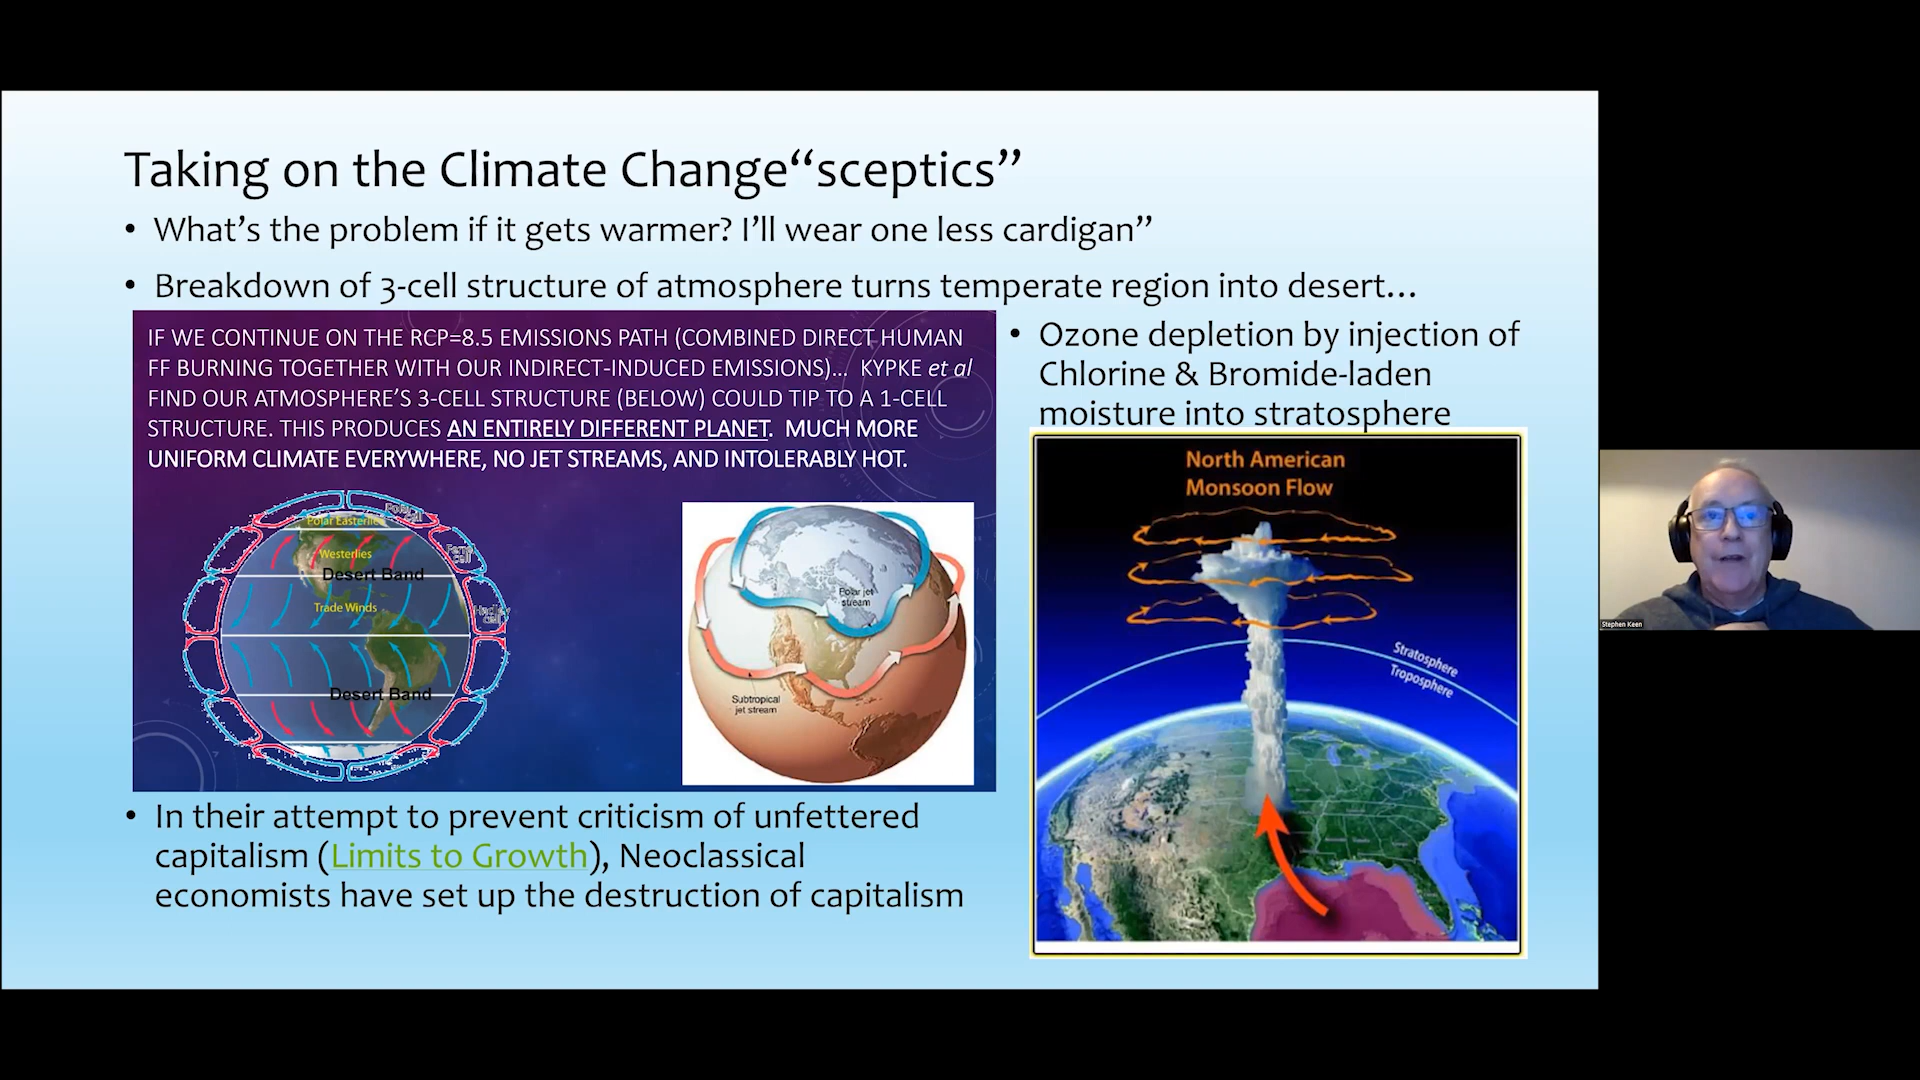 Taking on the Climate Change“sceptics”
• What’s the problem if it gets warmer? I’ll wear one less cardigan”
• Breakdown of 3-cell structure of atmosphere turns temperate region into desert…
IF WE CONTINUE ON THE RCP=8.5 EMISSIONS PATH (COMBINED DIRECT HUMAN
FF BURNING TOGETHER WITH OUR INDIRECT-INDUCED EMISSIONS)… KYPKE et al
FIND OUR ATMOSPHERE’S 3-CELL STRUCTURE (BELOW) COULD TIP TO A 1-CELL
STRUCTURE. THIS PRODUCES AN ENTIRELY DIFFERENT PLANET. MUCH MORE
UNIFORM CLIMATE EVERYWHERE, NO JET STREAMS, AND INTOLERABLY HOT.
Polar
Cell
Polar Easterlies
Westerlies
Ferrel
cell
Desert Band
Trade Winds
Hadley
cell
Desert Band
Polar jet
stream
Subtropical
jet stream
• Ozone depletion by injection of
Chlorine & Bromide-laden
moisture into stratosphere
North American
Monsoon Flow
Stratosphere
Troposphere
• In their attempt to prevent criticism of unfettered
capitalism (Limits to Growth), Neoclassical
economists have set up the destruction of capitalism
Stephen Keen